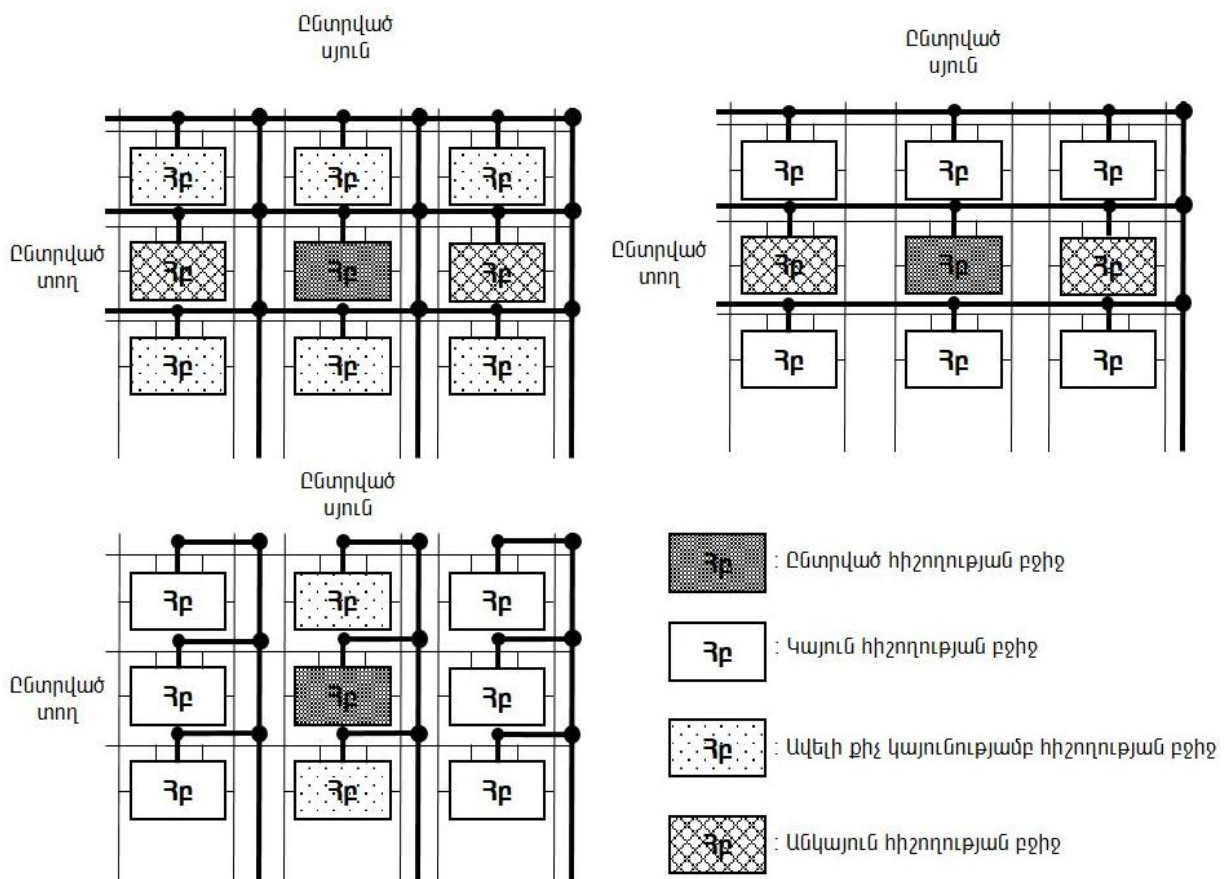 Ընտրված
սյուն
Հբ Հբ Հբ
Ընտրված
տող
Հբ Հբ Հբ
Հբ Հբ Հբ
Ընտրված
սյուն
Հբ Հբ Հբ
Ընտրված
տող
Հբ Հբ Հբ
Հբ Հբ Հբ
Ընտրված
սյուն
Հբ Հբ Հբ
Ընտրված
տող
Հբ Հբ Հբ
Հբ Հբ Հբ
Հբ : Ընտրված հիշողության բջիջ
Հբ : Կայուն հիշողության բջիջ
Հբ : Ավելի քիչ կայունությամբ հիշողության բջիջ
Հբ : Անկայուն հիշողության բջիջ